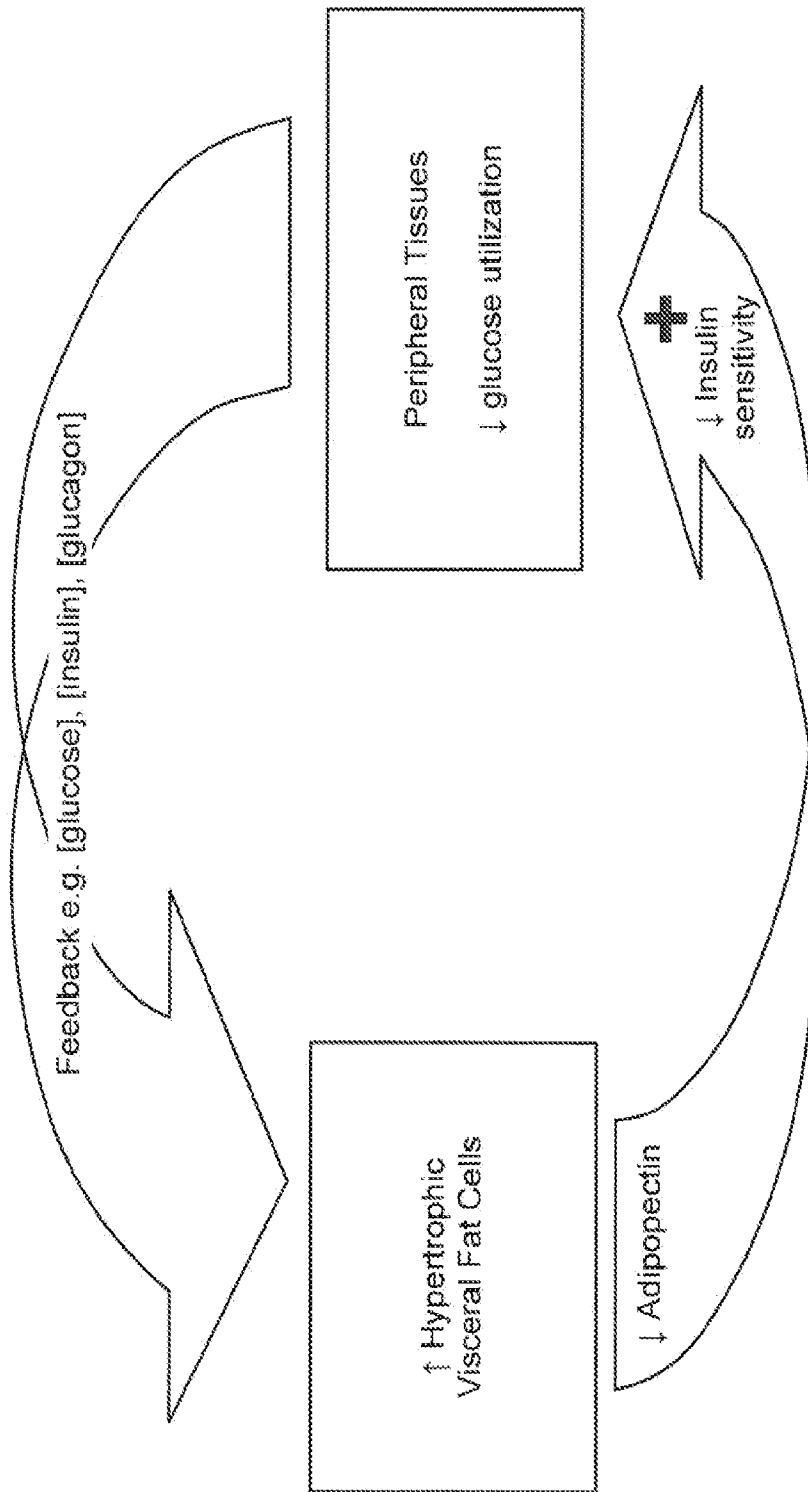 Feedback e.g. [glucose], [insulin], [glucagon]
↑ Hypertrophic
Visceral Fat Cells
Peripheral Tissues
↓ glucose utilization
↓ Adipopectin
+
↓ Insulin
sensitivity